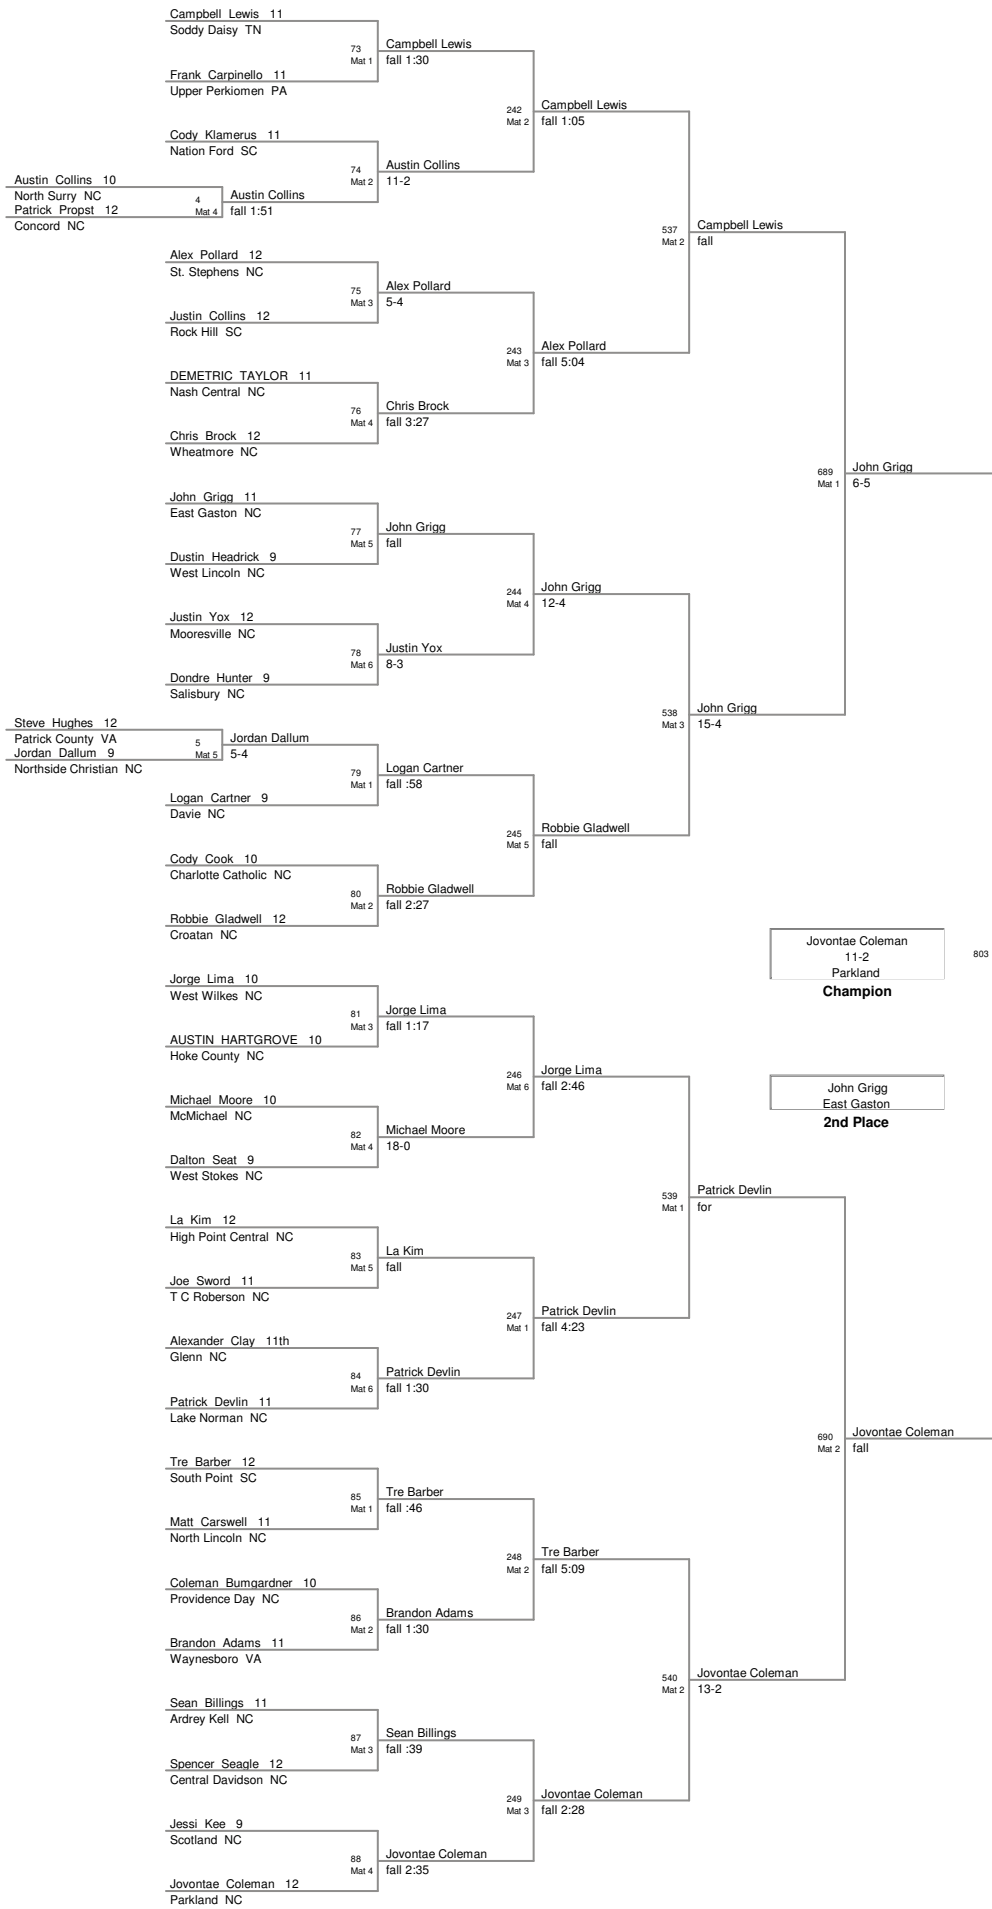 Campbell Lewis 11
Soddy Daisy TN
73
Mat 1
Campbell Lewis
fall 1:30
Frank Carpinello 11
Upper Perkiomen PA
242
Mat 2
Campbell Lewis
fall 1:05
Cody Klamerus 11
Nation Ford SC
74
Mat 2
Austin Collins
11-2
Austin Collins 10
North Surry NC
4
Mat 4
Austin Collins
fall 1:51
Patrick Propst 12
Concord NC
537
Mat 2
Campbell Lewis
fall
Alex Pollard 12
St. Stephens NC
75
Mat 3
Alex Pollard
5-4
Justin Collins 12
Rock Hill SC
243
Mat 3
Alex Pollard
fall 5:04
DEMETRIC TAYLOR 11
Nash Central NC
76
Mat 4
Chris Brock
fall 3:27
Chris Brock 12
Wheatmore NC
689
Mat 1
John Grigg
6-5
John Grigg 11
East Gaston NC
77
Mat 5
John Grigg
fall
Dustin Headrick 9
West Lincoln NC
244
Mat 4
John Grigg
12-4
Justin Yox 12
Mooresville NC
78
Mat 6
Justin Yox
8-3
Dondre Hunter 9
Salisbury NC
538
Mat 3
John Grigg
15-4
Steve Hughes 12
Patrick County VA
5
Mat 5
Jordan Dallum
5-4
Jordan Dallum 9
Northside Christian NC
79
Mat 1
Logan Cartner
fall :58
Logan Cartner 9
Davie NC
245
Mat 5
Robbie Gladwell
fall
Cody Cook 10
Charlotte Catholic NC
80
Mat 2
Robbie Gladwell
fall 2:27
Robbie Gladwell 12
Croatan NC
Jovontae Coleman
11-2
Parkland
Champion
803
Jorge Lima 10
West Wilkes NC
81
Mat 3
Jorge Lima
fall 1:17
AUSTIN HARTGROVE 10
Hoke County NC
246
Mat 6
Jorge Lima
fall 2:46
John Grigg
East Gaston
2nd Place
Michael Moore 10
McMichael NC
82
Mat 4
Michael Moore
18-0
Dalton Seat 9
West Stokes NC
539
Mat 1
Patrick Devlin
for
La Kim 12
High Point Central NC
83
Mat 5
La Kim
fall
Joe Sword 11
T C Roberson NC
247
Mat 1
Patrick Devlin
fall 4:23
Alexander Clay 11th
Glenn NC
84
Mat 6
Patrick Devlin
fall 1:30
Patrick Devlin 11
Lake Norman NC
690
Mat 2
Jovontae Coleman
fall
Tre Barber 12
South Point SC
85
Mat 1
Tre Barber
fall :46
Matt Carswell 11
North Lincoln NC
248
Mat 2
Tre Barber
fall 5:09
Coleman Bumgardner 10
Providence Day NC
86
Mat 2
Brandon Adams
fall 1:30
Brandon Adams 11
Waynesboro VA
540
Mat 2
Jovontae Coleman
13-2
Sean Billings 11
Ardrey Kell NC
87
Mat 3
Sean Billings
fall :39
Spencer Seagle 12
Central Davidson NC
249
Mat 3
Jovontae Coleman
fall 2:28
Jessi Kee 9
Scotland NC
88
Mat 4
Jovontae Coleman
fall 2:35
Jovontae Coleman 12
Parkland NC